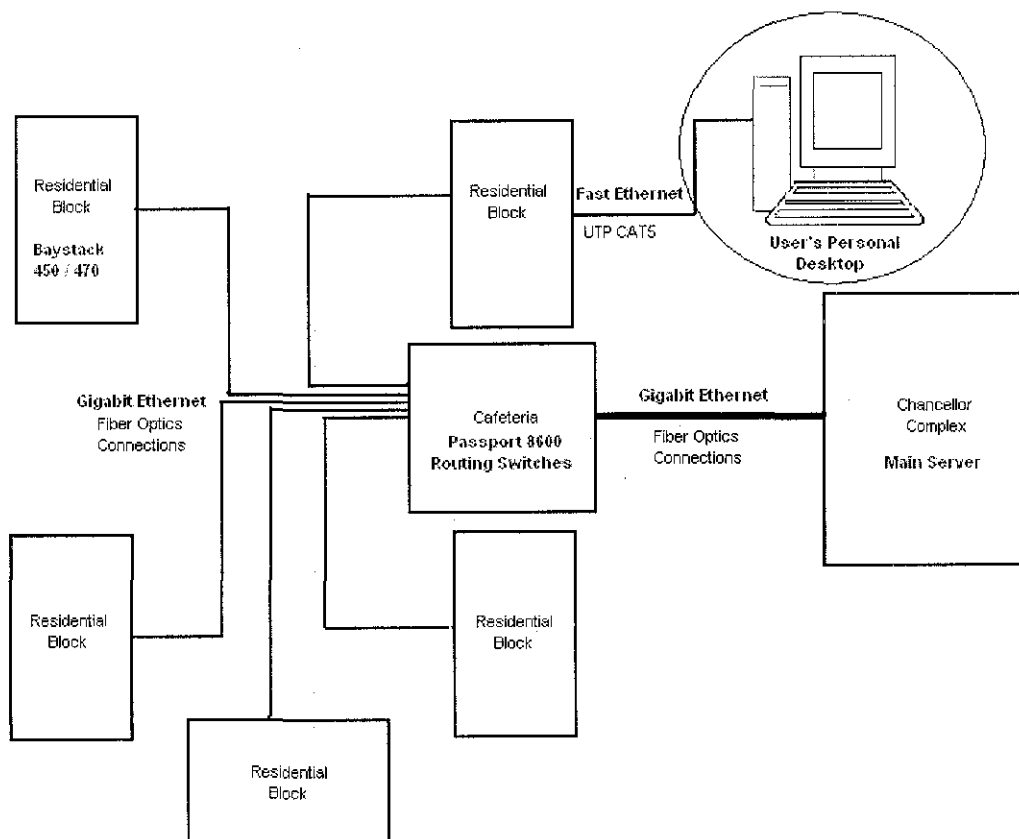 Residential
Block
Baystack
450 / 470
Residential
Block
Fast Ethernet
UTP CAT5
User's Personal
Desktop
Gigabit Ethernet
Fiber Optics
Connections
Cafeteria
Passport 8600
Routing Switches
Gigabit Ethernet
Fiber Optics
Connections
Chancellor
Complex
Main Server
Residential
Block
Residential
Block
Residential
Block